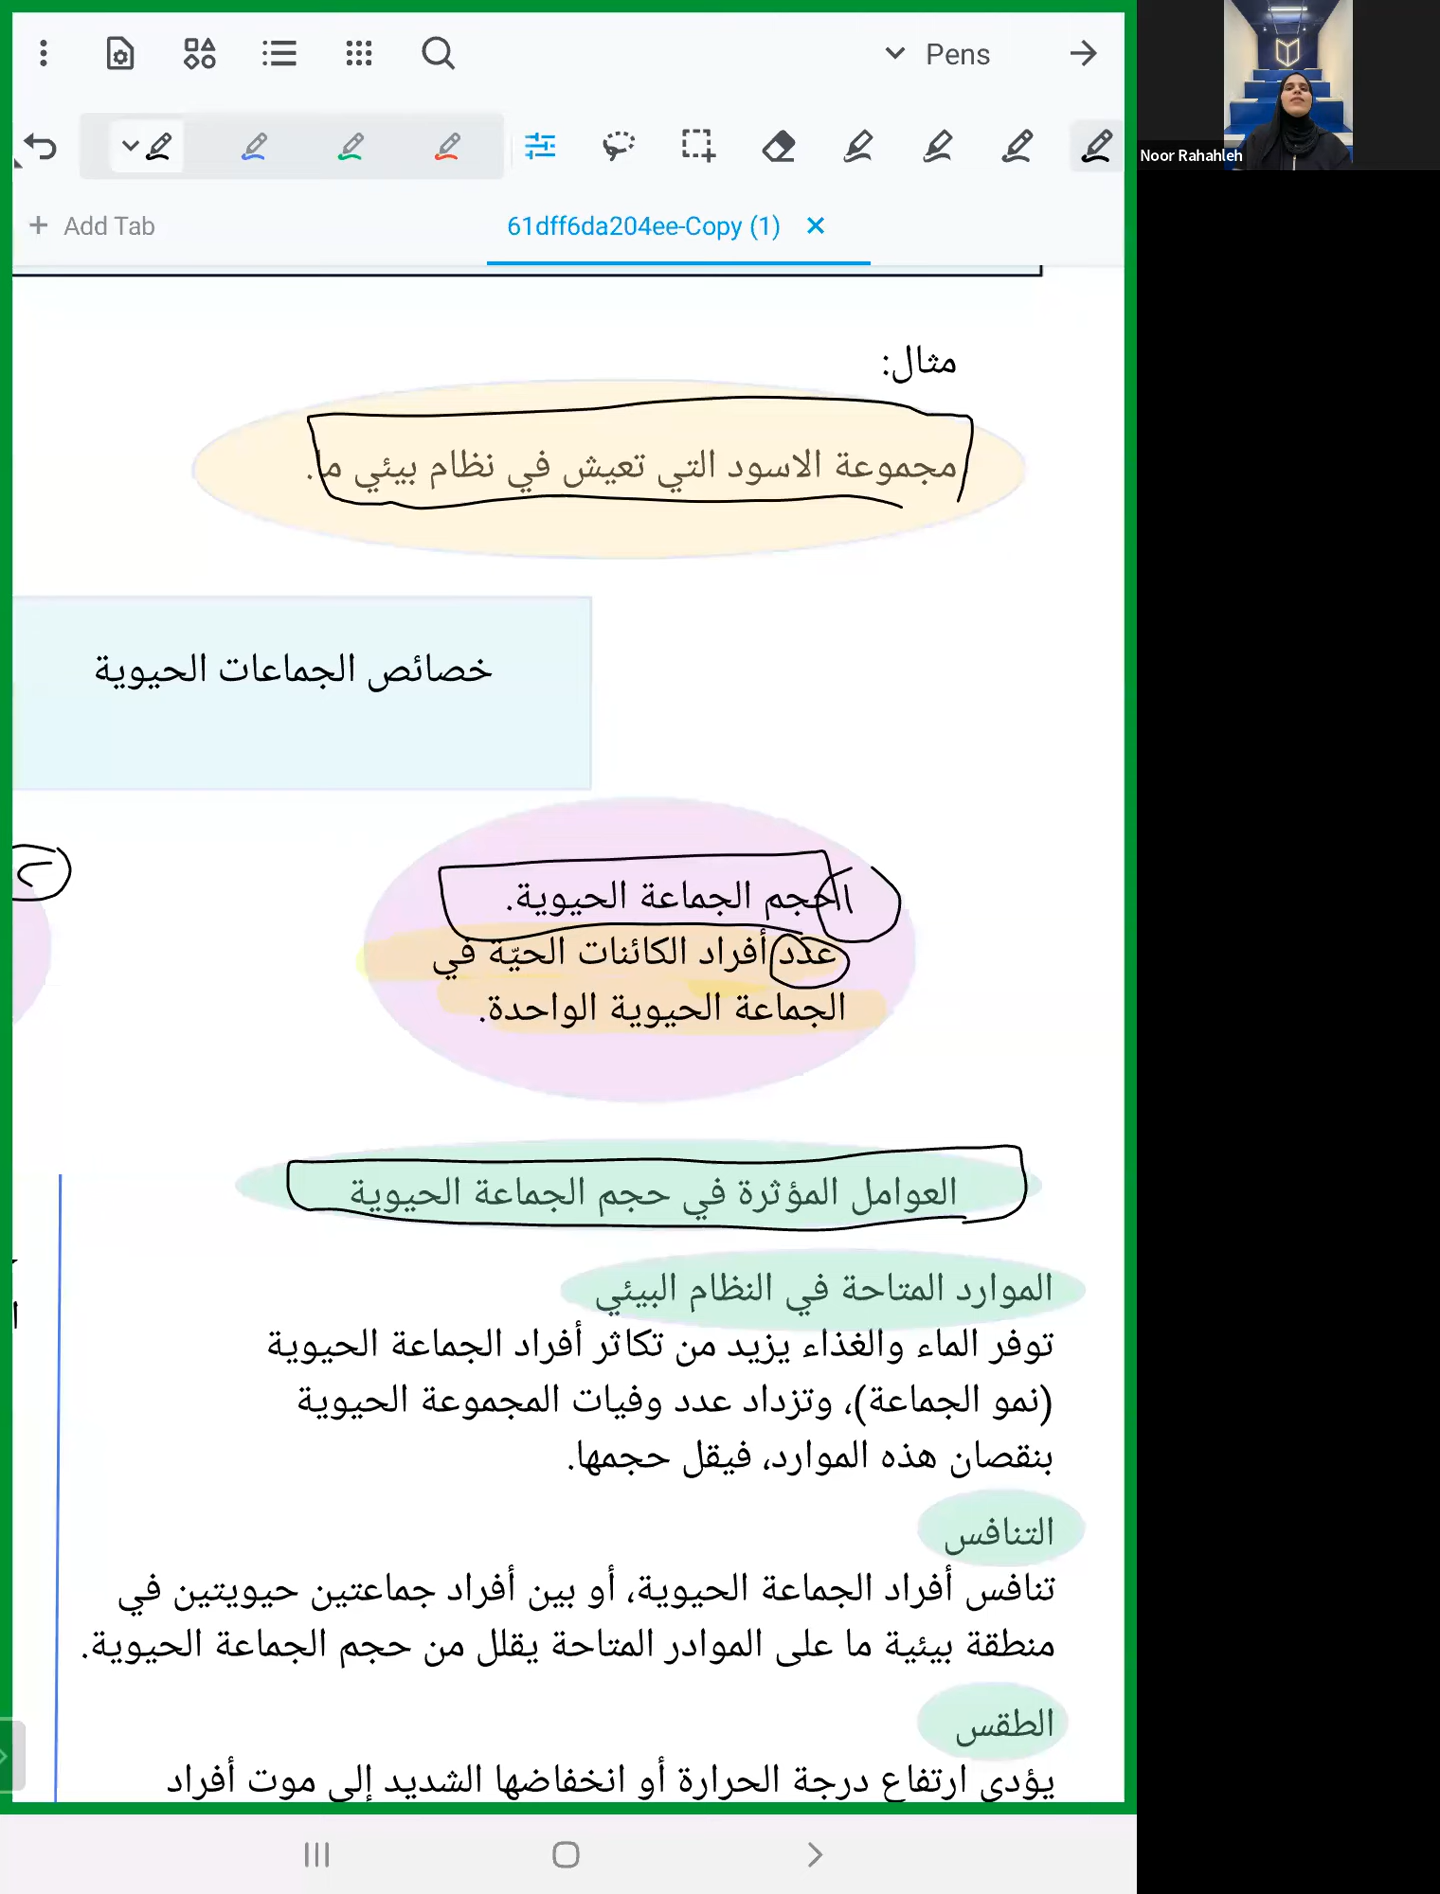 Pens
Noor Rahahleh
Add Tab
61dff6da204ee-Copy (1)
مثال:
مجموعة الاسود التي تعيش في نظام بيئي ما.
خصائص الجماعات الحيوية
حجم الجماعة الحيوية.
عدد أفراد الكائنات الحيّة في
الجماعة الحيوية الواحدة.
العوامل المؤثرة في حجم الجماعة الحيوية
الموارد المتاحة في النظام البيئي
توفر الماء والغذاء يزيد من تكاثر أفراد الجماعة الحيوية
(نمو الجماعة)، وتزداد عدد وفيات المجموعة الحيوية
بنقصان هذه الموارد، فيقل حجمها.
التنافس
تنافس أفراد الجماعة الحيوية، أو بين أفراد جماعتين حيويتين في
منطقة بيئية ما على الموادر المتاحة يقلل من حجم الجماعة الحيوية.
الطقس
يؤدي ارتفاع درجة الحرارة أو انخفاضها الشديد إلى موت أفراد